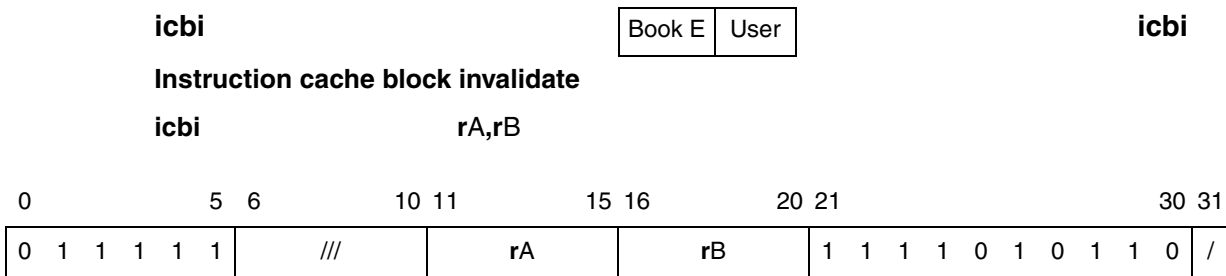 icbi Book E User icbi
Instruction cache block invalidate
icbi rA,rB
0 5 6 10 11 15 16 20 21 30 31
0 1 1 1 1 1 /// rA rB 1 1 1 1 0 1 0 1 1 0 /